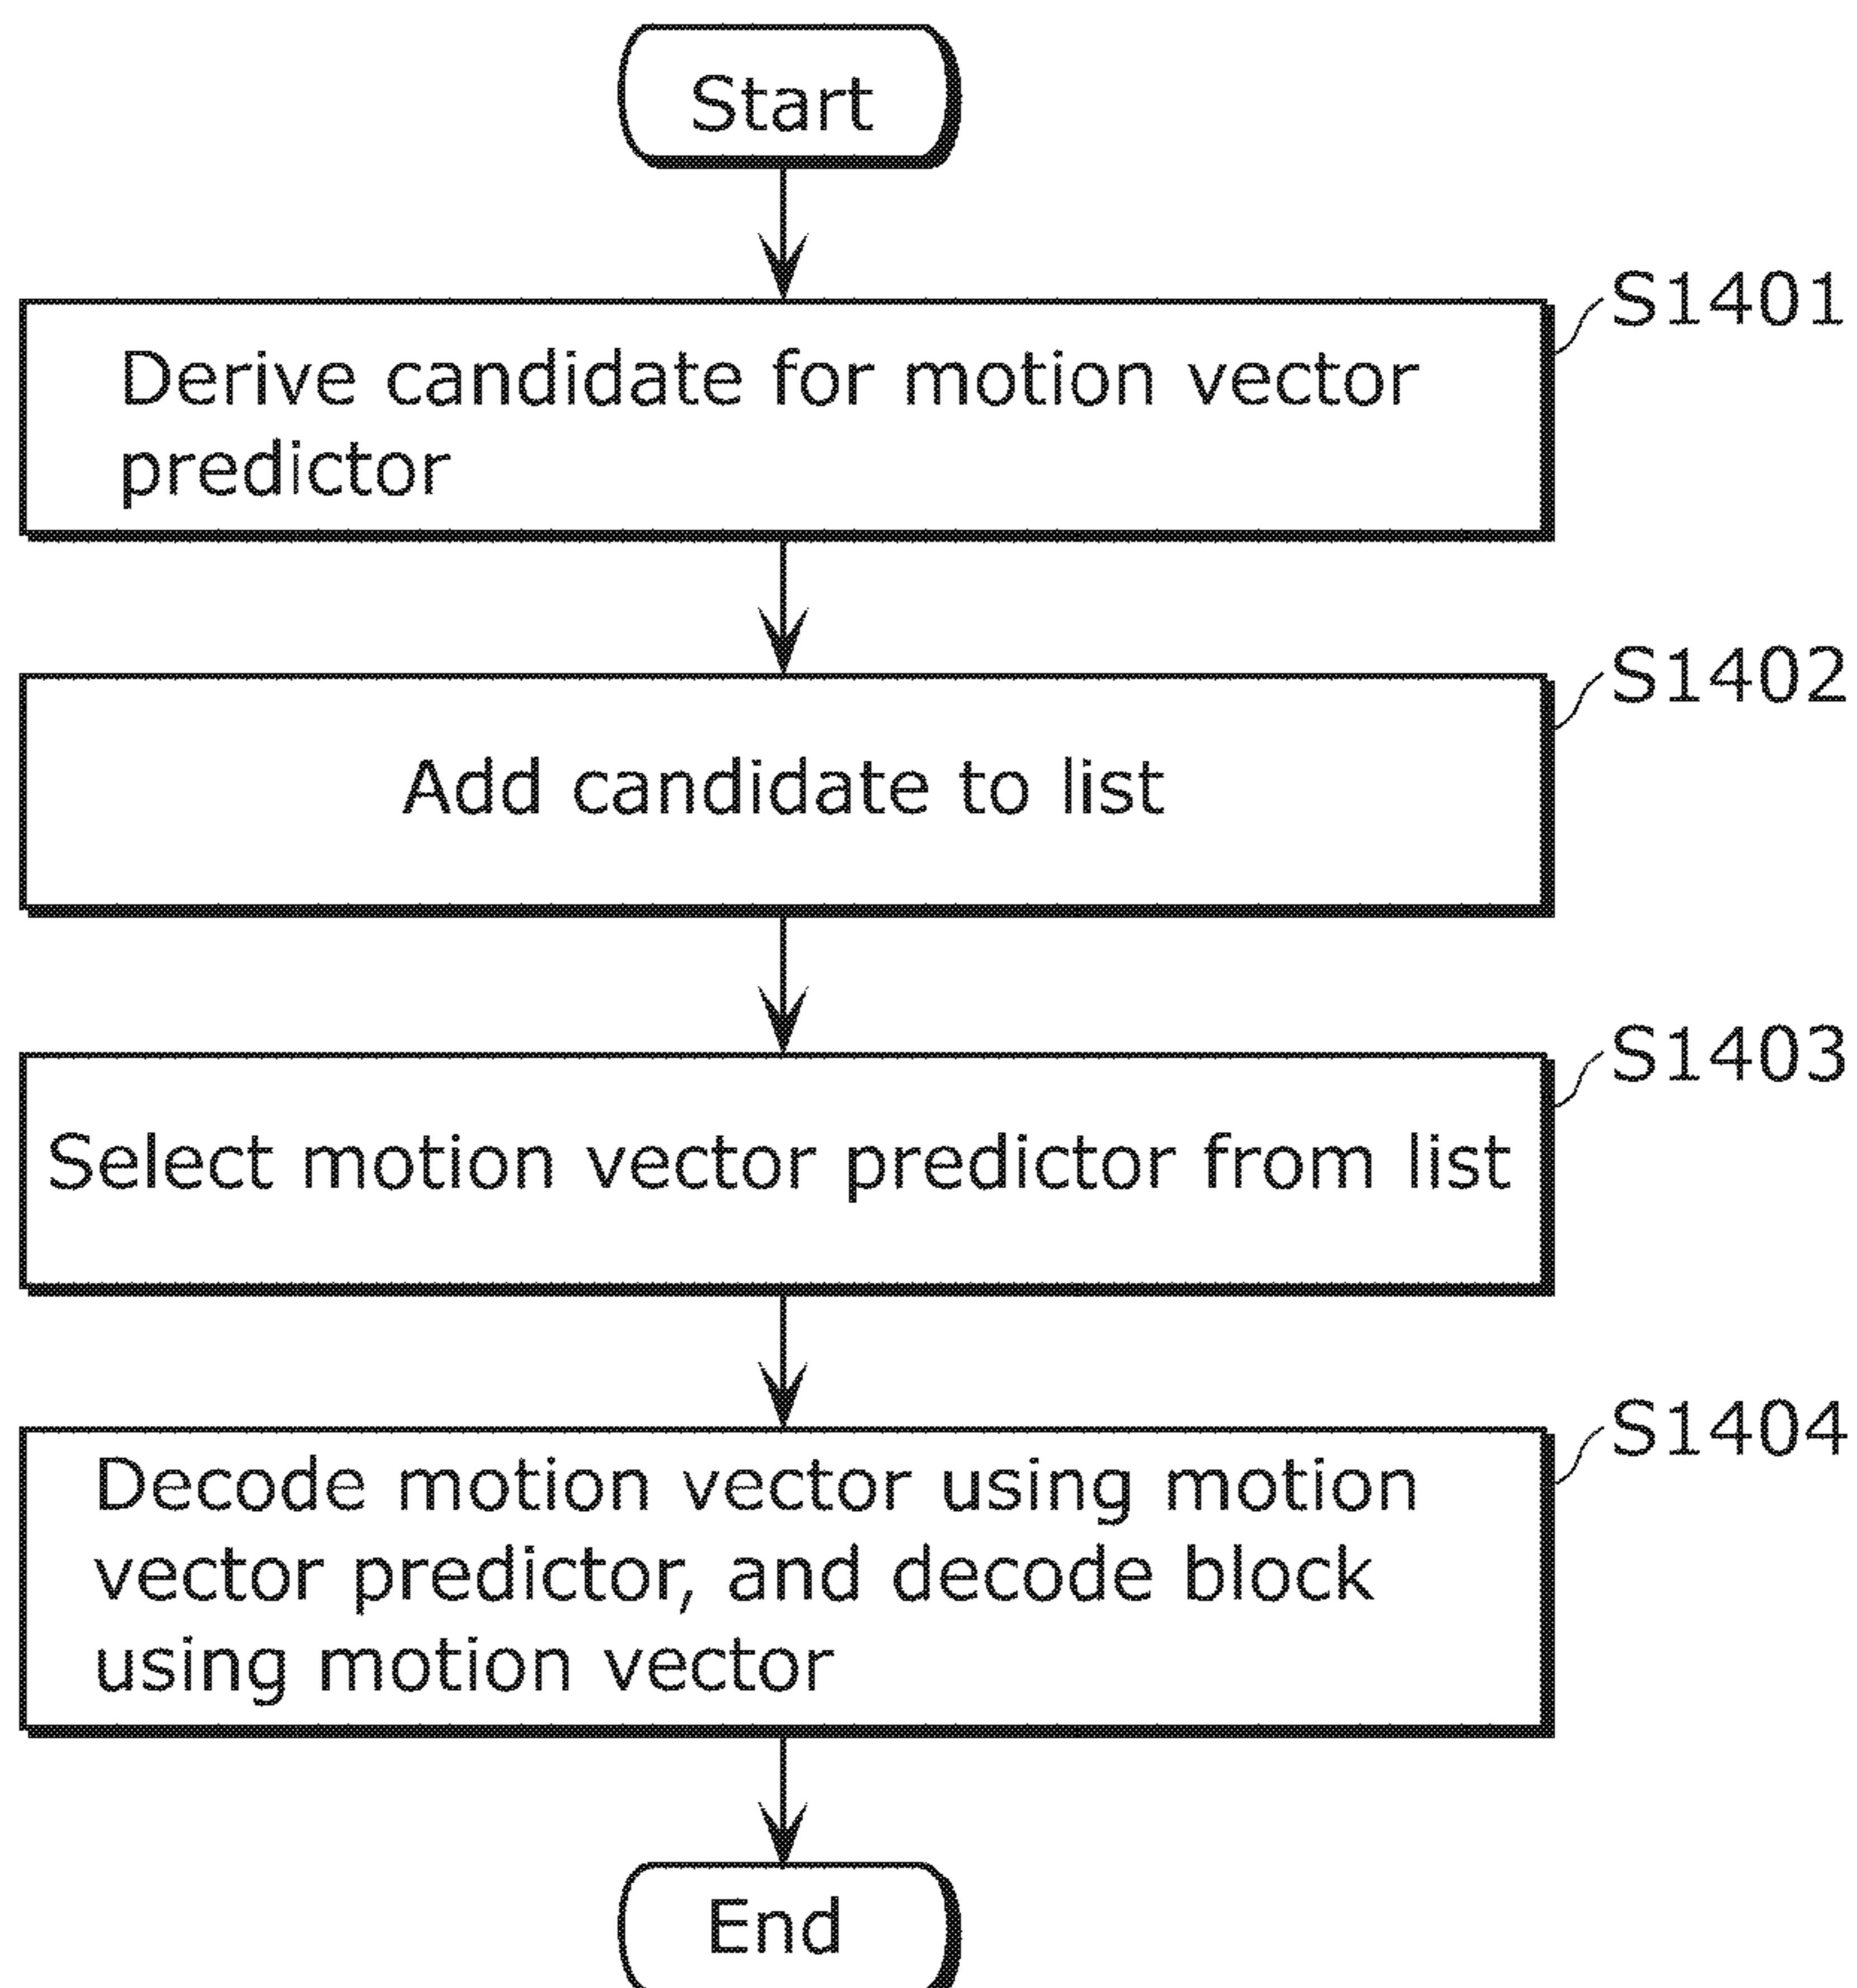 Start
S1401
Derive candidate for motion vector
predictor
S1402
Add candidate to list
S1403
Select motion vector predictor from list
S1404
Decode motion vector using motion
vector predictor, and decode block
using motion vector
End